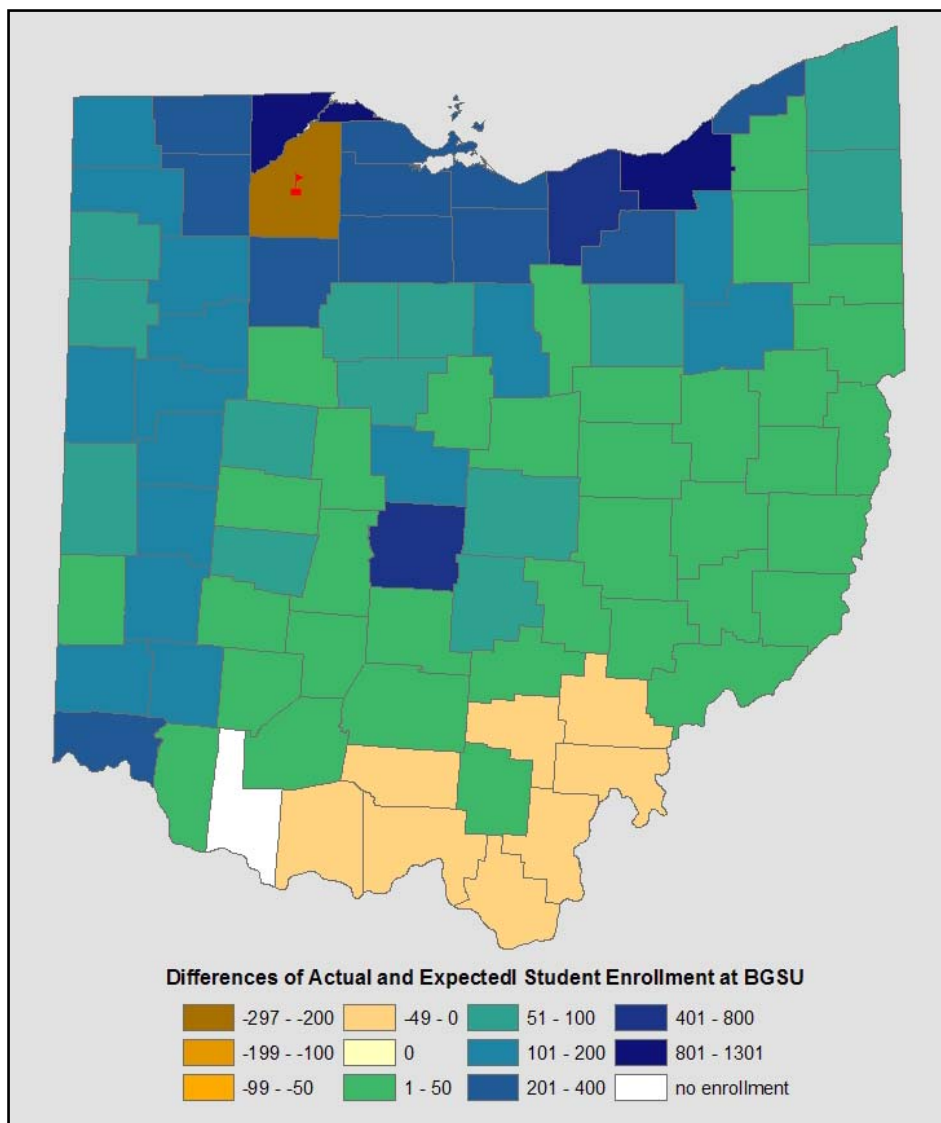 Differences of Actual and Expectedl Student Enrollment at BGSU
-297 - -200
-49 - 0
51 - 100
401 - 800
-199 - -100
0
101 - 200
801 - 1301
-99 - -50
1 - 50
201 - 400
no enrollment